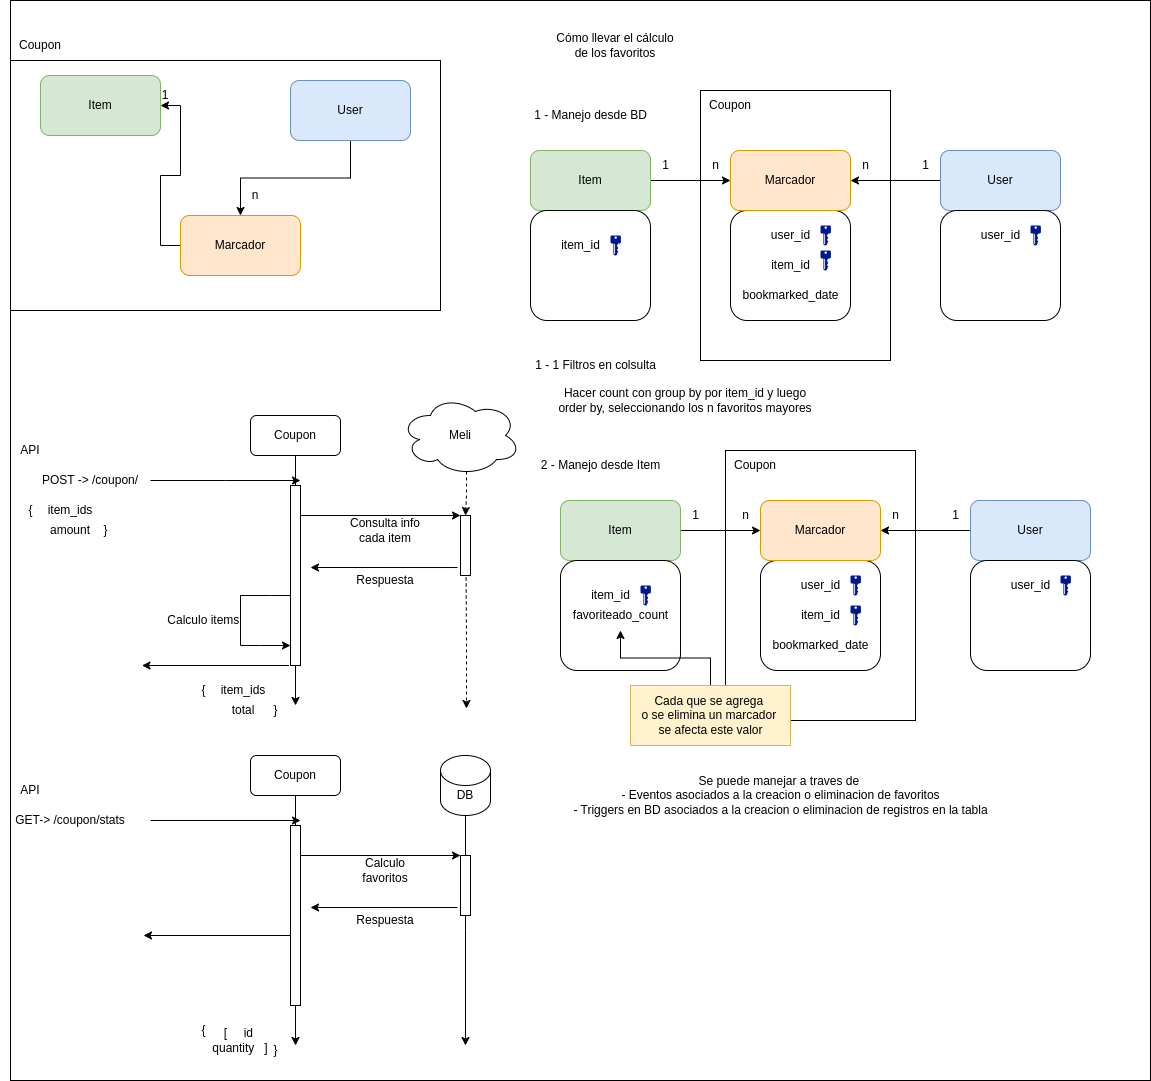 Coupon
Item
1
User
n
Marcador
Cómo llevar el cálculo
de los favoritos
1 - Manejo desde BD
Coupon
Item
1
n
Marcador
n
1
User
item_id
user_id
item_id
bookmarked_date
user_id
1 - 1 Filtros en colsulta
Hacer count con group by por item_id y luego
order by, seleccionando los n favoritos mayores
API
Coupon
Meli
POST -> /coupon/
{ item_ids
amount }
Consulta info
cada item
Respuesta
Calculo items
{ item_ids
total }
2 - Manejo desde Item
Coupon
Item
1
n
Marcador
n
1
User
item_id
favoriteado_count
user_id
item_id
bookmarked_date
user_id
Cada que se agrega
o se elimina un marcador
se afecta este valor
Se puede manejar a traves de
- Eventos asociados a la creacion o eliminacion de favoritos
- Triggers en BD asociados a la creacion o eliminacion de registros en la tabla
API
Coupon
DB
GET-> /coupon/stats
Calculo
favoritos
Respuesta
{ [ id
quantity ] }